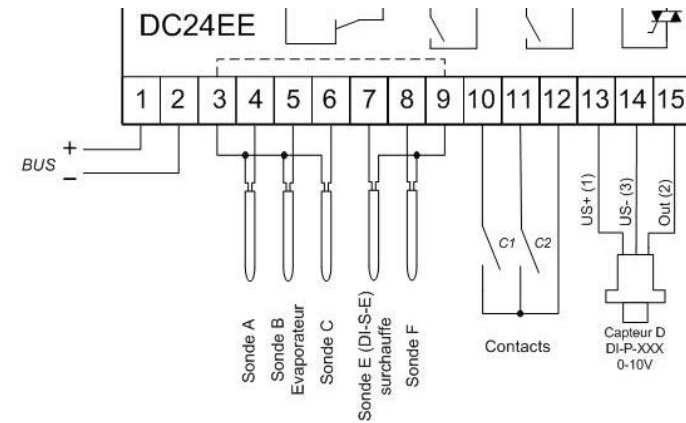 DC24EE
1 2 3 4 5 6 7 8 9 10 11 12 13 14 15
BUS
+
–
C1
C2
US+ (1)
US- (3)
Out (2)
Sonde A
Sonde B
Evaporateur
Sonde C
Sonde E (DI-S-E)
surchauffe
Sonde F
Contacts
Capteur D
DI-P-XXX
0-10V